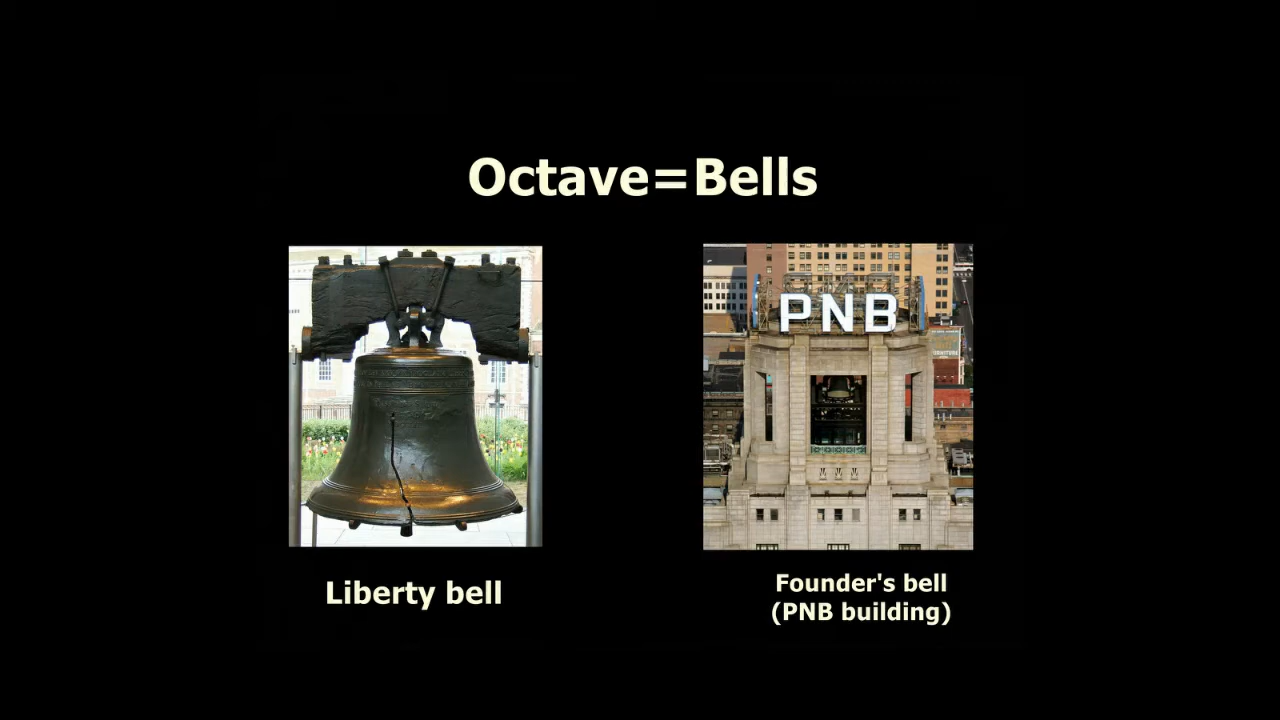 Octave=Bells
PNB
Liberty bell
Founder's bell
(PNB building)